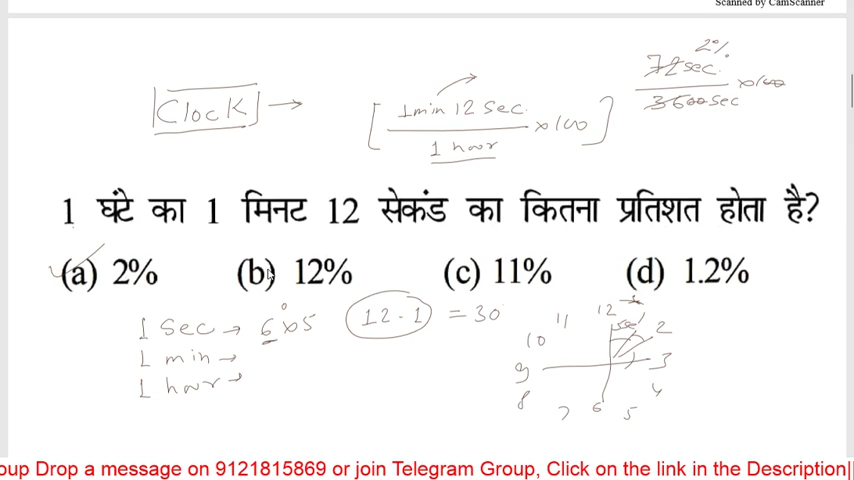 Scanned by CamScanner
2%
72 sec.
3600 sec × 100
Clock →
[ 1 min 12 sec. × 100 ]
1 hour
1 घंटे का 1 मिनट 12 सेकंड का कितना प्रतिशत होता है?
(a) 2% (b) 12% (c) 11% (d) 1.2%
1 sec → 6° × 5 12 - 1 = 30
1 min →
1 hour →
12
11
2
10
3
9
4
8
7 6 5
oup Drop a message on 9121815869 or join Telegram Group, Click on the link in the Description||